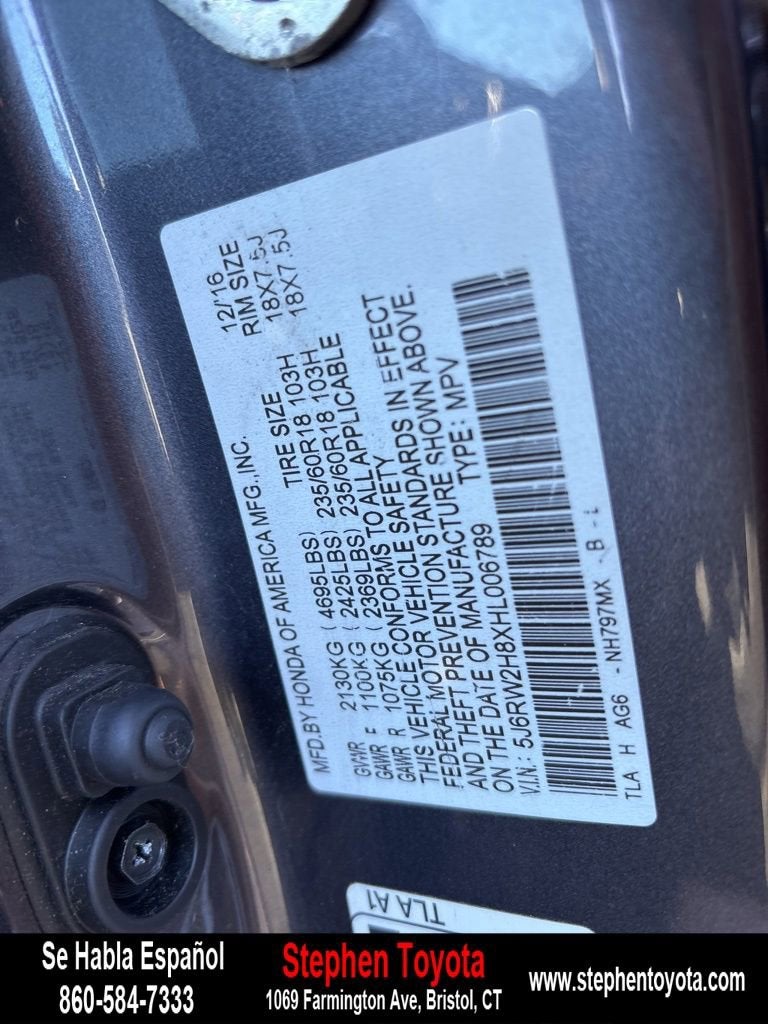 MFD.BY HONDA OF AMERICA MFG.,INC. 12/16
TIRE SIZE RIM SIZE
GVWR 2130KG ( 4695LBS)
GAWR F 1100KG ( 2425LBS) 235/60R18 103H 18X7.5J
GAWR R 1075KG ( 2369LBS) 235/60R18 103H 18X7.5J
THIS VEHICLE CONFORMS TO ALL APPLICABLE
FEDERAL MOTOR VEHICLE SAFETY
AND THEFT PREVENTION STANDARDS IN EFFECT
ON THE DATE OF MANUFACTURE SHOWN ABOVE.
V.I.N.: 5J6RW2H8XHL006789 TYPE: MPV
TLA H AG6 - NH797MX B - L
TLA A1
Se Habla Español
860-584-7333
Stephen Toyota
1069 Farmington Ave, Bristol, CT
www.stephentoyota.com